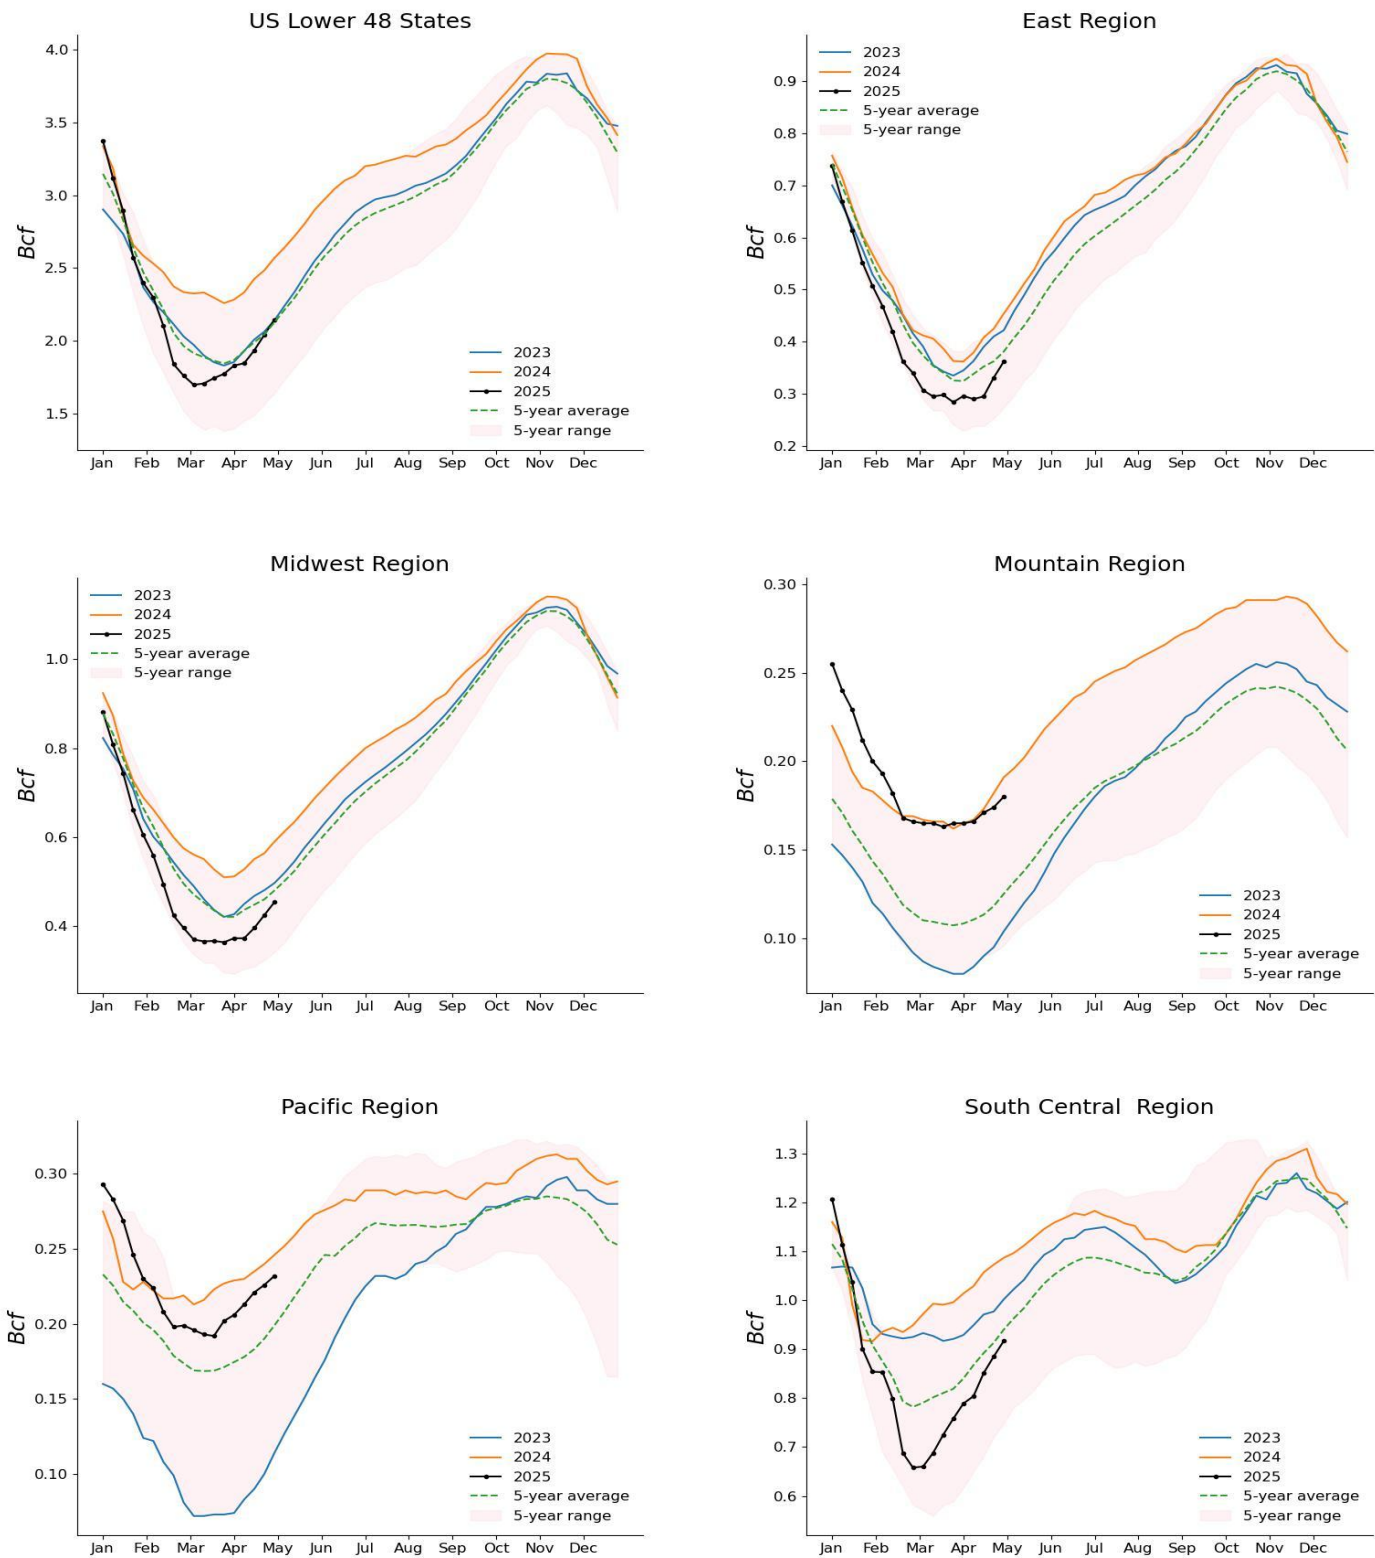 US Lower 48 States
4.0
3.5
3.0
2.5
2.0
1.5
Bcf
2023
2024
2025
5-year average
5-year range
Jan Feb Mar Apr May Jun Jul Aug Sep Oct Nov Dec
East Region
0.9
0.8
0.7
0.6
0.5
0.4
0.3
0.2
Bcf
2023
2024
2025
5-year average
5-year range
Jan Feb Mar Apr May Jun Jul Aug Sep Oct Nov Dec
Midwest Region
1.0
0.8
0.6
0.4
Bcf
2023
2024
2025
5-year average
5-year range
Jan Feb Mar Apr May Jun Jul Aug Sep Oct Nov Dec
Mountain Region
0.30
0.25
0.20
0.15
0.10
Bcf
2023
2024
2025
5-year average
5-year range
Jan Feb Mar Apr May Jun Jul Aug Sep Oct Nov Dec
Pacific Region
0.30
0.25
0.20
0.15
0.10
Bcf
2023
2024
2025
5-year average
5-year range
Jan Feb Mar Apr May Jun Jul Aug Sep Oct Nov Dec
South Central  Region
1.3
1.2
1.1
1.0
0.9
0.8
0.7
0.6
Bcf
2023
2024
2025
5-year average
5-year range
Jan Feb Mar Apr May Jun Jul Aug Sep Oct Nov Dec